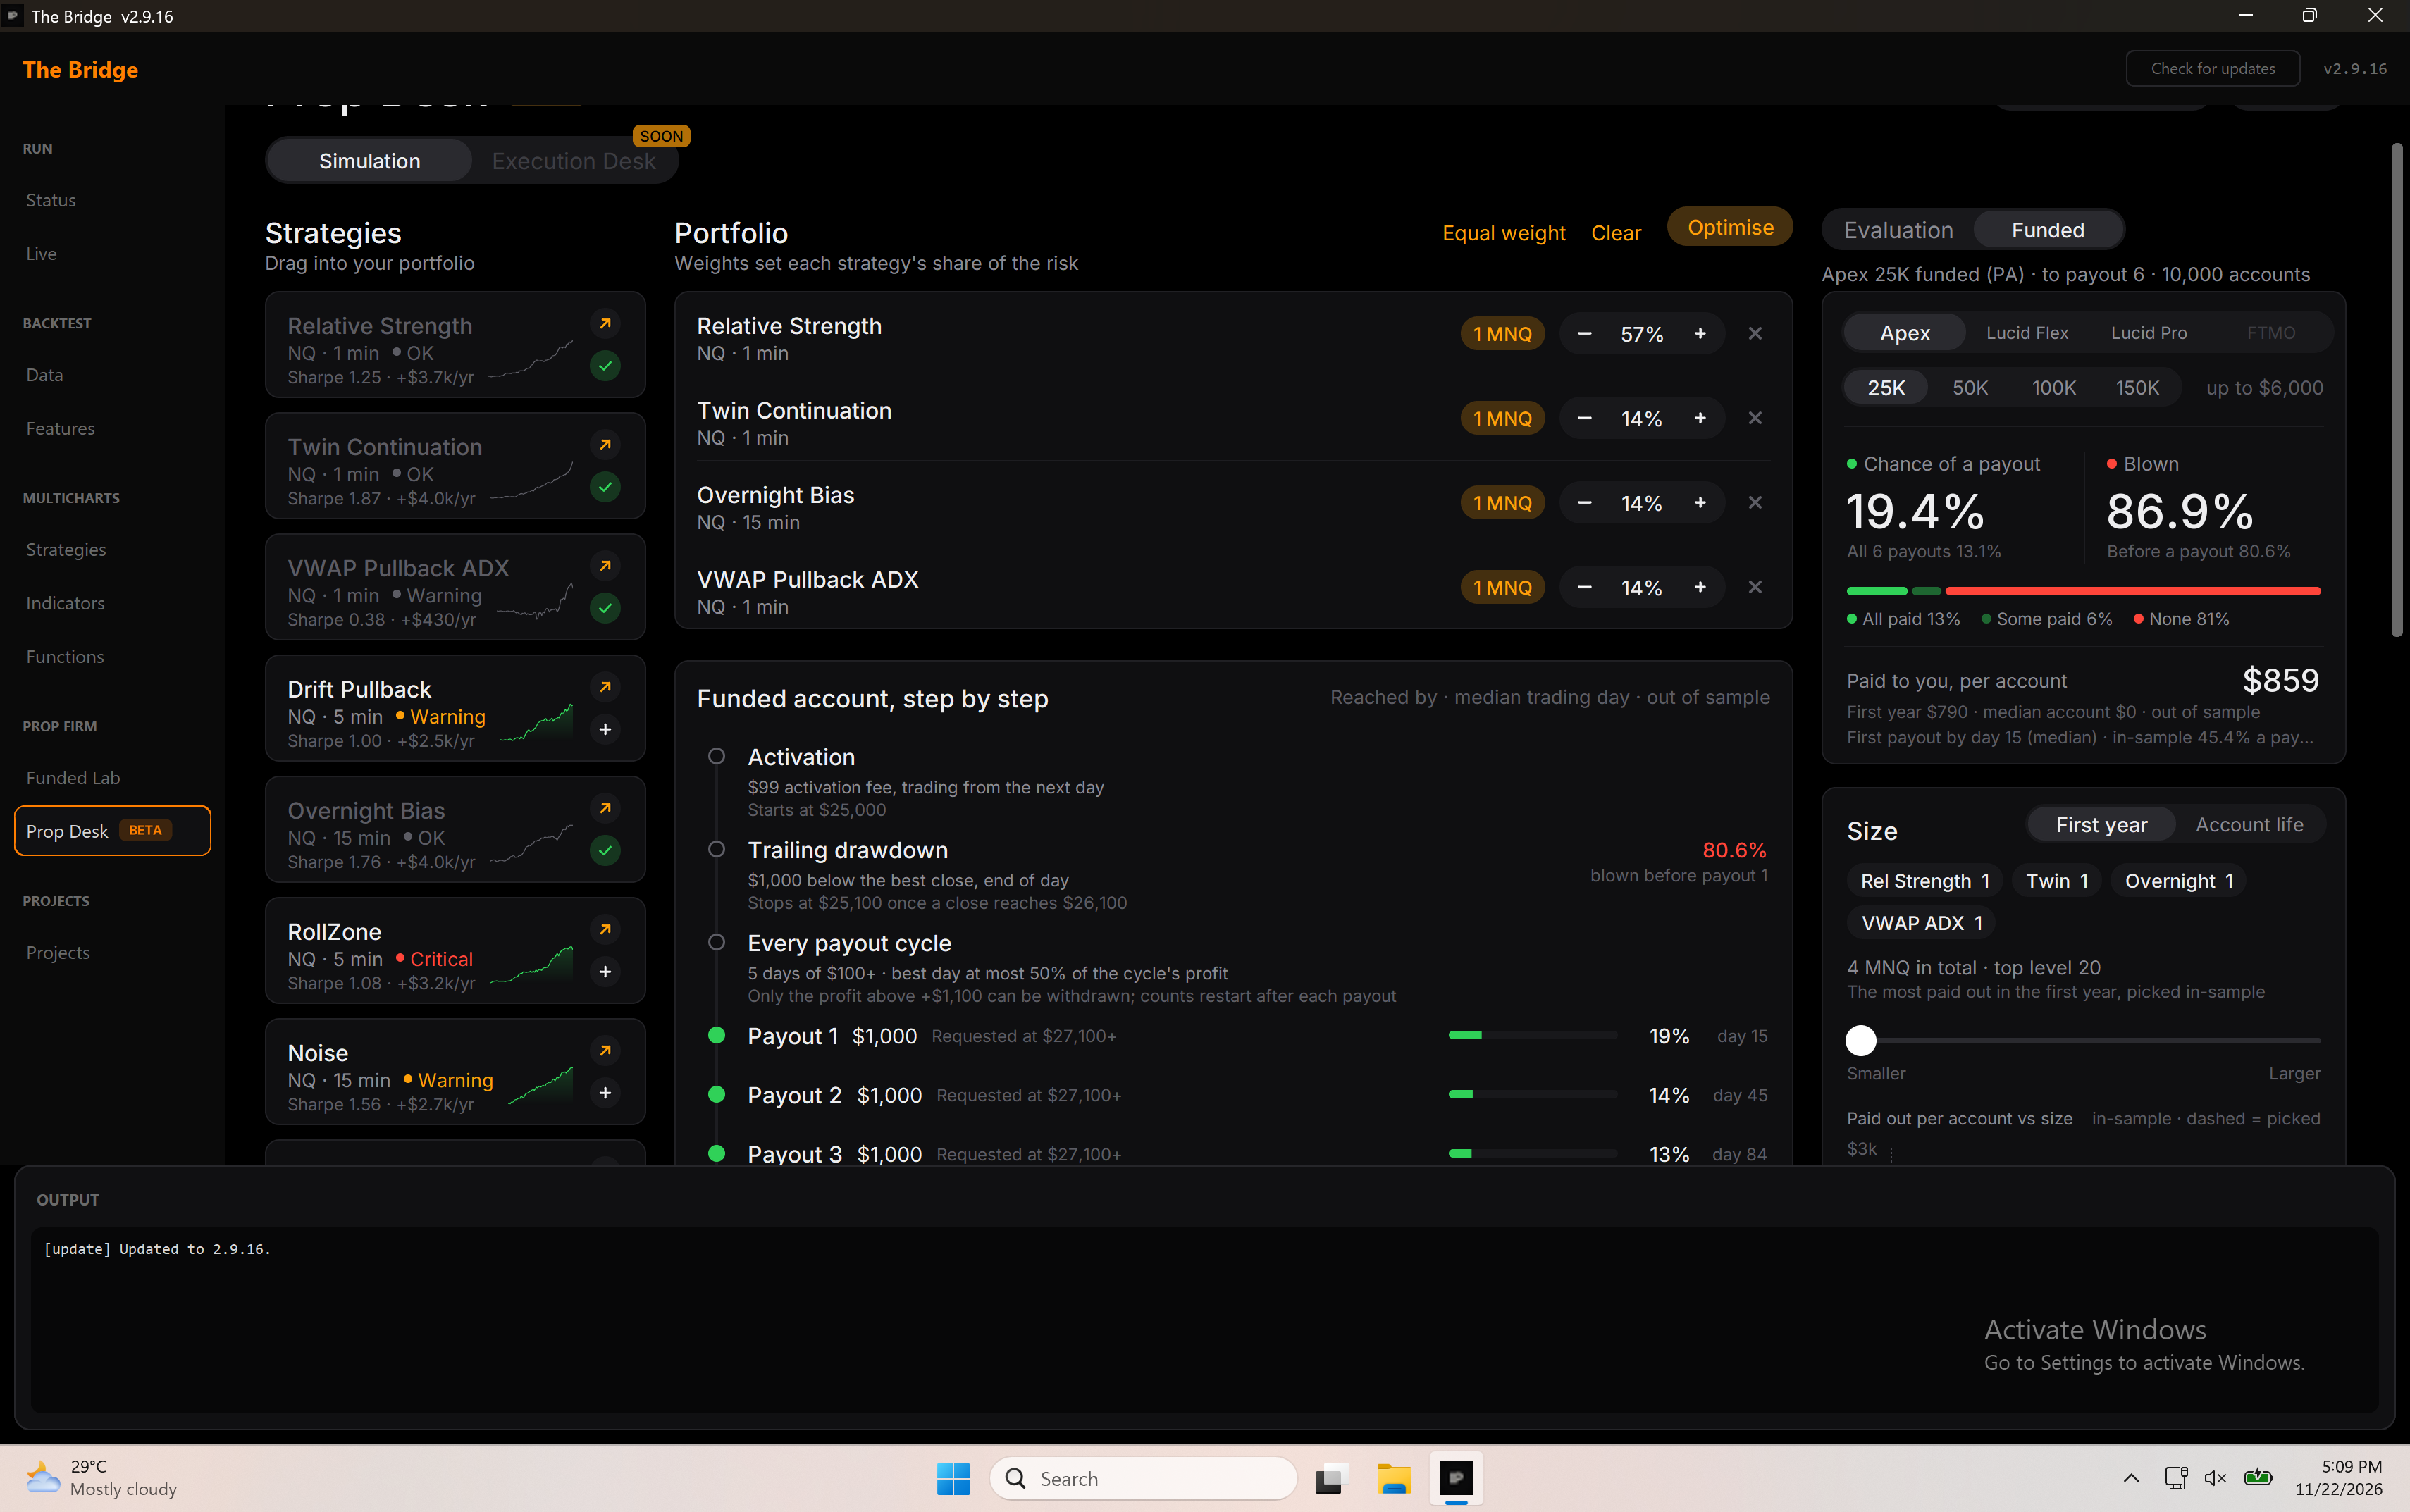 The Bridge v2.9.16
The Bridge
Check for updates
v2.9.16
RUN
Status
Live
BACKTEST
Data
Features
MULTICHARTS
Strategies
Indicators
Functions
PROP FIRM
Funded Lab
Prop Desk BETA
PROJECTS
Projects
Prop Desk
Simulation
Execution Desk
SOON
Strategies
Drag into your portfolio
Relative Strength
NQ · 1 min OK
Sharpe 1.25 · +$3.7k/yr
Twin Continuation
NQ · 1 min OK
Sharpe 1.87 · +$4.0k/yr
VWAP Pullback ADX
NQ · 1 min Warning
Sharpe 0.38 · +$430/yr
Drift Pullback
NQ · 5 min Warning
Sharpe 1.00 · +$2.5k/yr
Overnight Bias
NQ · 15 min OK
Sharpe 1.76 · +$4.0k/yr
RollZone
NQ · 5 min Critical
Sharpe 1.08 · +$3.2k/yr
Noise
NQ · 15 min Warning
Sharpe 1.56 · +$2.7k/yr
Portfolio
Weights set each strategy's share of the risk
Equal weight
Clear
Optimise
Relative Strength
NQ · 1 min
1 MNQ − 57% +
Twin Continuation
NQ · 1 min
1 MNQ − 14% +
Overnight Bias
NQ · 15 min
1 MNQ − 14% +
VWAP Pullback ADX
NQ · 1 min
1 MNQ − 14% +
Funded account, step by step
Reached by · median trading day · out of sample
Activation
$99 activation fee, trading from the next day
Starts at $25,000
Trailing drawdown
$1,000 below the best close, end of day
Stops at $25,100 once a close reaches $26,100
80.6%
blown before payout 1
Every payout cycle
5 days of $100+ · best day at most 50% of the cycle's profit
Only the profit above +$1,100 can be withdrawn; counts restart after each payout
Payout 1 $1,000 Requested at $27,100+ 19% day 15
Payout 2 $1,000 Requested at $27,100+ 14% day 45
Payout 3 $1,000 Requested at $27,100+ 13% day 84
Evaluation
Funded
Apex 25K funded (PA) · to payout 6 · 10,000 accounts
Apex
Lucid Flex
Lucid Pro
FTMO
25K
50K
100K
150K
up to $6,000
Chance of a payout
19.4%
All 6 payouts 13.1%
Blown
86.9%
Before a payout 80.6%
All paid 13%
Some paid 6%
None 81%
Paid to you, per account
$859
First year $790 · median account $0 · out of sample
First payout by day 15 (median) · in-sample 45.4% a pay...
Size
First year
Account life
Rel Strength 1
Twin 1
Overnight 1
VWAP ADX 1
4 MNQ in total · top level 20
The most paid out in the first year, picked in-sample
Smaller
Larger
Paid out per account vs size
in-sample · dashed = picked
$3k
OUTPUT
[update] Updated to 2.9.16.
Activate Windows
Go to Settings to activate Windows.
29°C
Mostly cloudy
Search
5:09 PM
11/22/2026